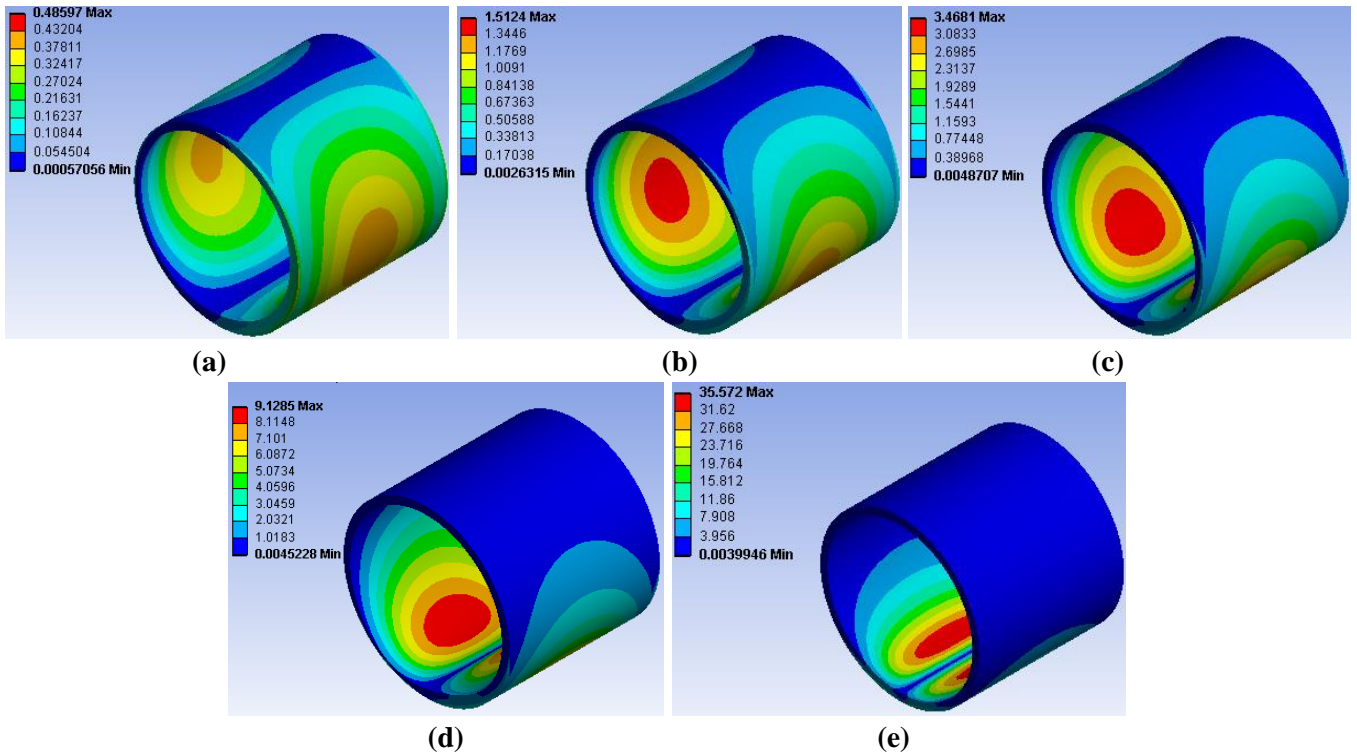 0.48597 Max
0.43204
0.37811
0.32417
0.27024
0.21631
0.16237
0.10844
0.054504
0.00057056 Min
(a)
1.5124 Max
1.3446
1.1769
1.0091
0.84138
0.67363
0.50588
0.33813
0.17038
0.0026315 Min
(b)
3.4681 Max
3.0833
2.6985
2.3137
1.9289
1.5441
1.1593
0.77448
0.38968
0.0048707 Min
(c)
9.1285 Max
8.1148
7.101
6.0872
5.0734
4.0596
3.0459
2.0321
1.0183
0.0045228 Min
(d)
35.572 Max
31.62
27.668
23.716
19.764
15.812
11.86
7.908
3.956
0.0039946 Min
(e)